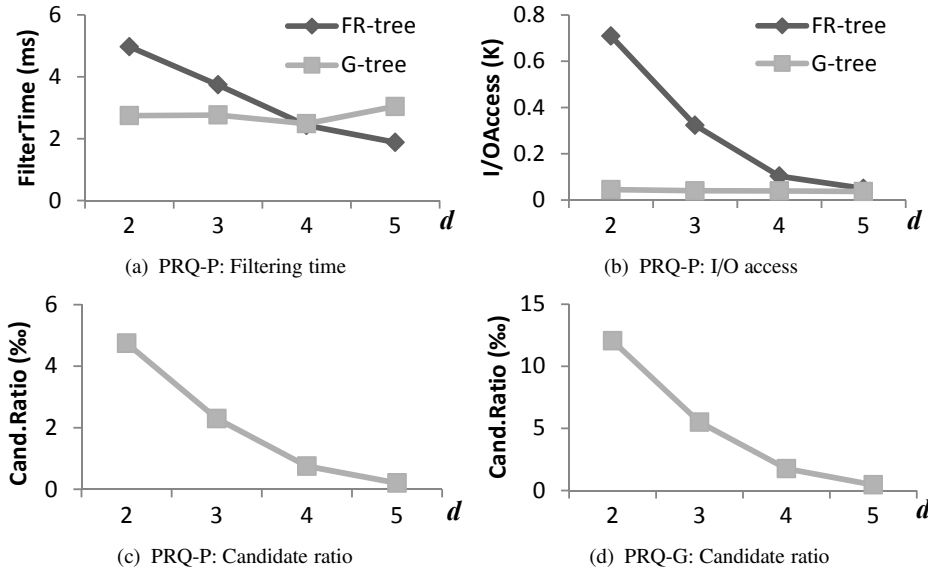 FilterTime (ms)
6
4
2
0
FR-tree
G-tree
2 3 4 5 d
(a) PRQ-P: Filtering time
I/OAccess (K)
0.8
0.6
0.4
0.2
0
FR-tree
G-tree
2 3 4 5 d
(b) PRQ-P: I/O access
Cand.Ratio (‰)
6
4
2
0
2 3 4 5 d
(c) PRQ-P: Candidate ratio
Cand.Ratio (‰)
15
10
5
0
2 3 4 5 d
(d) PRQ-G: Candidate ratio